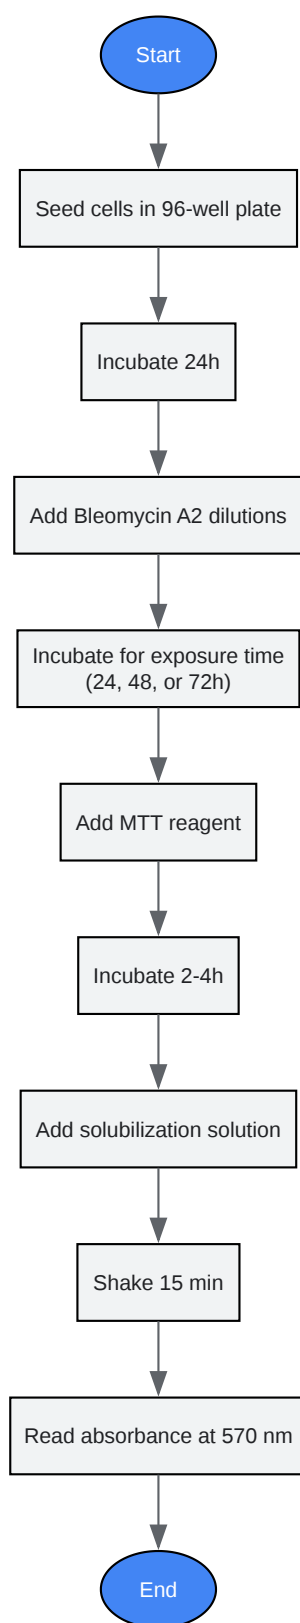 Start
Seed cells in 96-well plate
Incubate 24h
Add Bleomycin A2 dilutions
Incubate for exposure time
(24, 48, or 72h)
Add MTT reagent
Incubate 2-4h
Add solubilization solution
Shake 15 min
Read absorbance at 570 nm
End